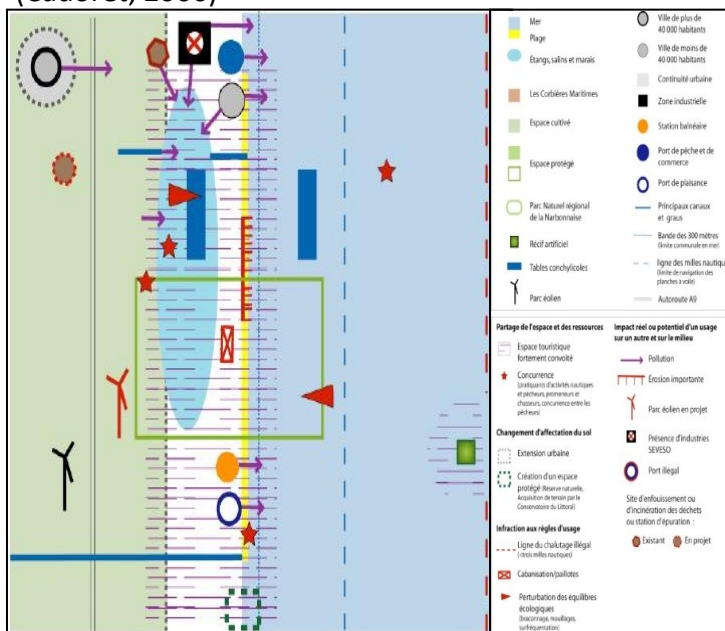 (Cadoret, 2006)
Mer
Plage
Étangs, salins et marais
Les Corbières Maritimes
Espace cultivé
Espace protégé
Parc Naturel régional
de la Narbonnaise
Récif artificiel
Tables conchylicoles
Parc éolien
Ville de plus de
40 000 habitants
Ville de moins de
40 000 habitants
Continuité urbaine
Zone industrielle
Station balnéaire
Port de pêche et de
commerce
Port de plaisance
Principaux canaux
et graus
Bande des 300 mètres
(limite communale en mer)
ligne des milles nautiques
(limite de navigation des
planches à voile)
Autoroute A9
Partage de l'espace et des ressources
Espace touristique
fortement convoité
Concurrence
(pratiquants d'activités nautiques
et pêcheurs, promeneurs et
chasseurs, concurrence entre les
pêcheurs)
Changement d'affectation du sol
Extension urbaine
Création d'un espace
protégé (Réserve naturelle,
Acquisition de terrain par le
Conservatoire du Littoral)
Infraction aux règles d'usage
Ligne du chalutage illégal
(-trois milles nautiques)
Cabanisation/paillotes
Perturbation des équilibres
écologiques
(braconnage, mouillages,
surfréquentation)
Impact réel ou potentiel d'un usage
sur un autre et sur le milieu
Pollution
Érosion importante
Parc éolien en projet
Présence d'industries
SEVESO
Port illégal
Site d'enfouissement ou
d'incinération des déchets
ou station d'épuration :
Existant En projet